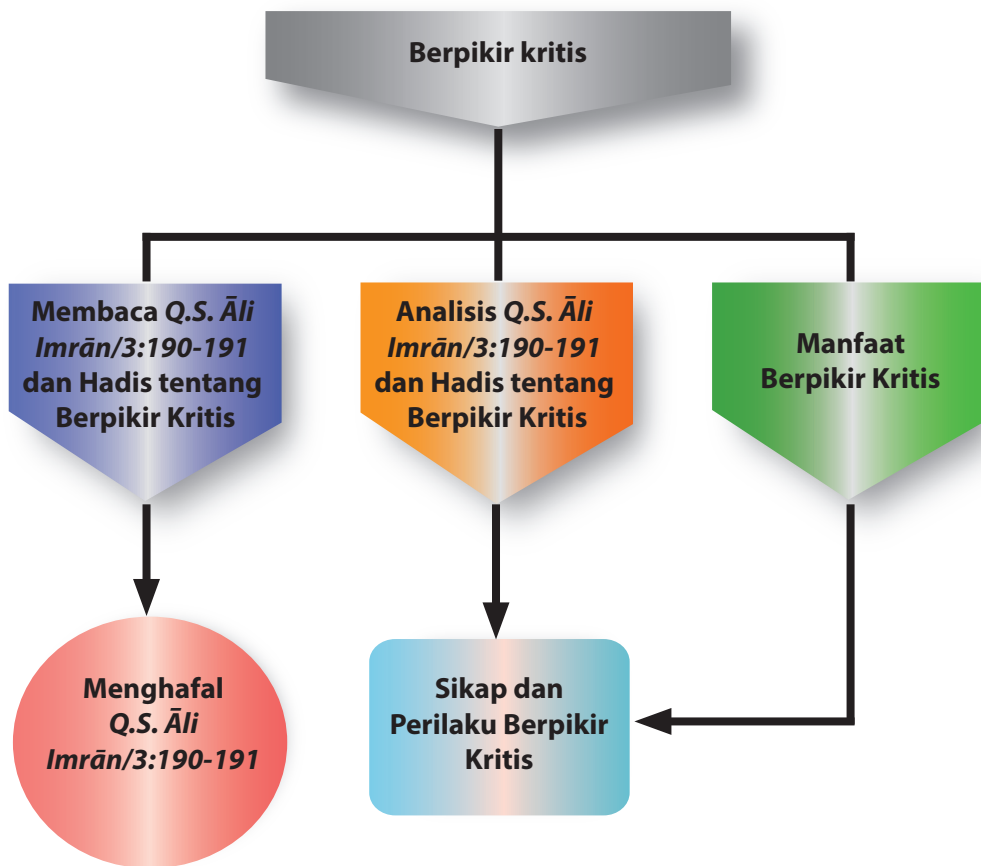 Berpikir kritis
Membaca Q.S. Āli
Imrān/3:190-191
dan Hadis tentang
Berpikir Kritis
Analisis Q.S. Āli
Imrān/3:190-191
dan Hadis tentang
Berpikir Kritis
Manfaat
Berpikir Kritis
Menghafal
Q.S. Āli
Imrān/3:190-191
Sikap dan
Perilaku Berpikir
Kritis